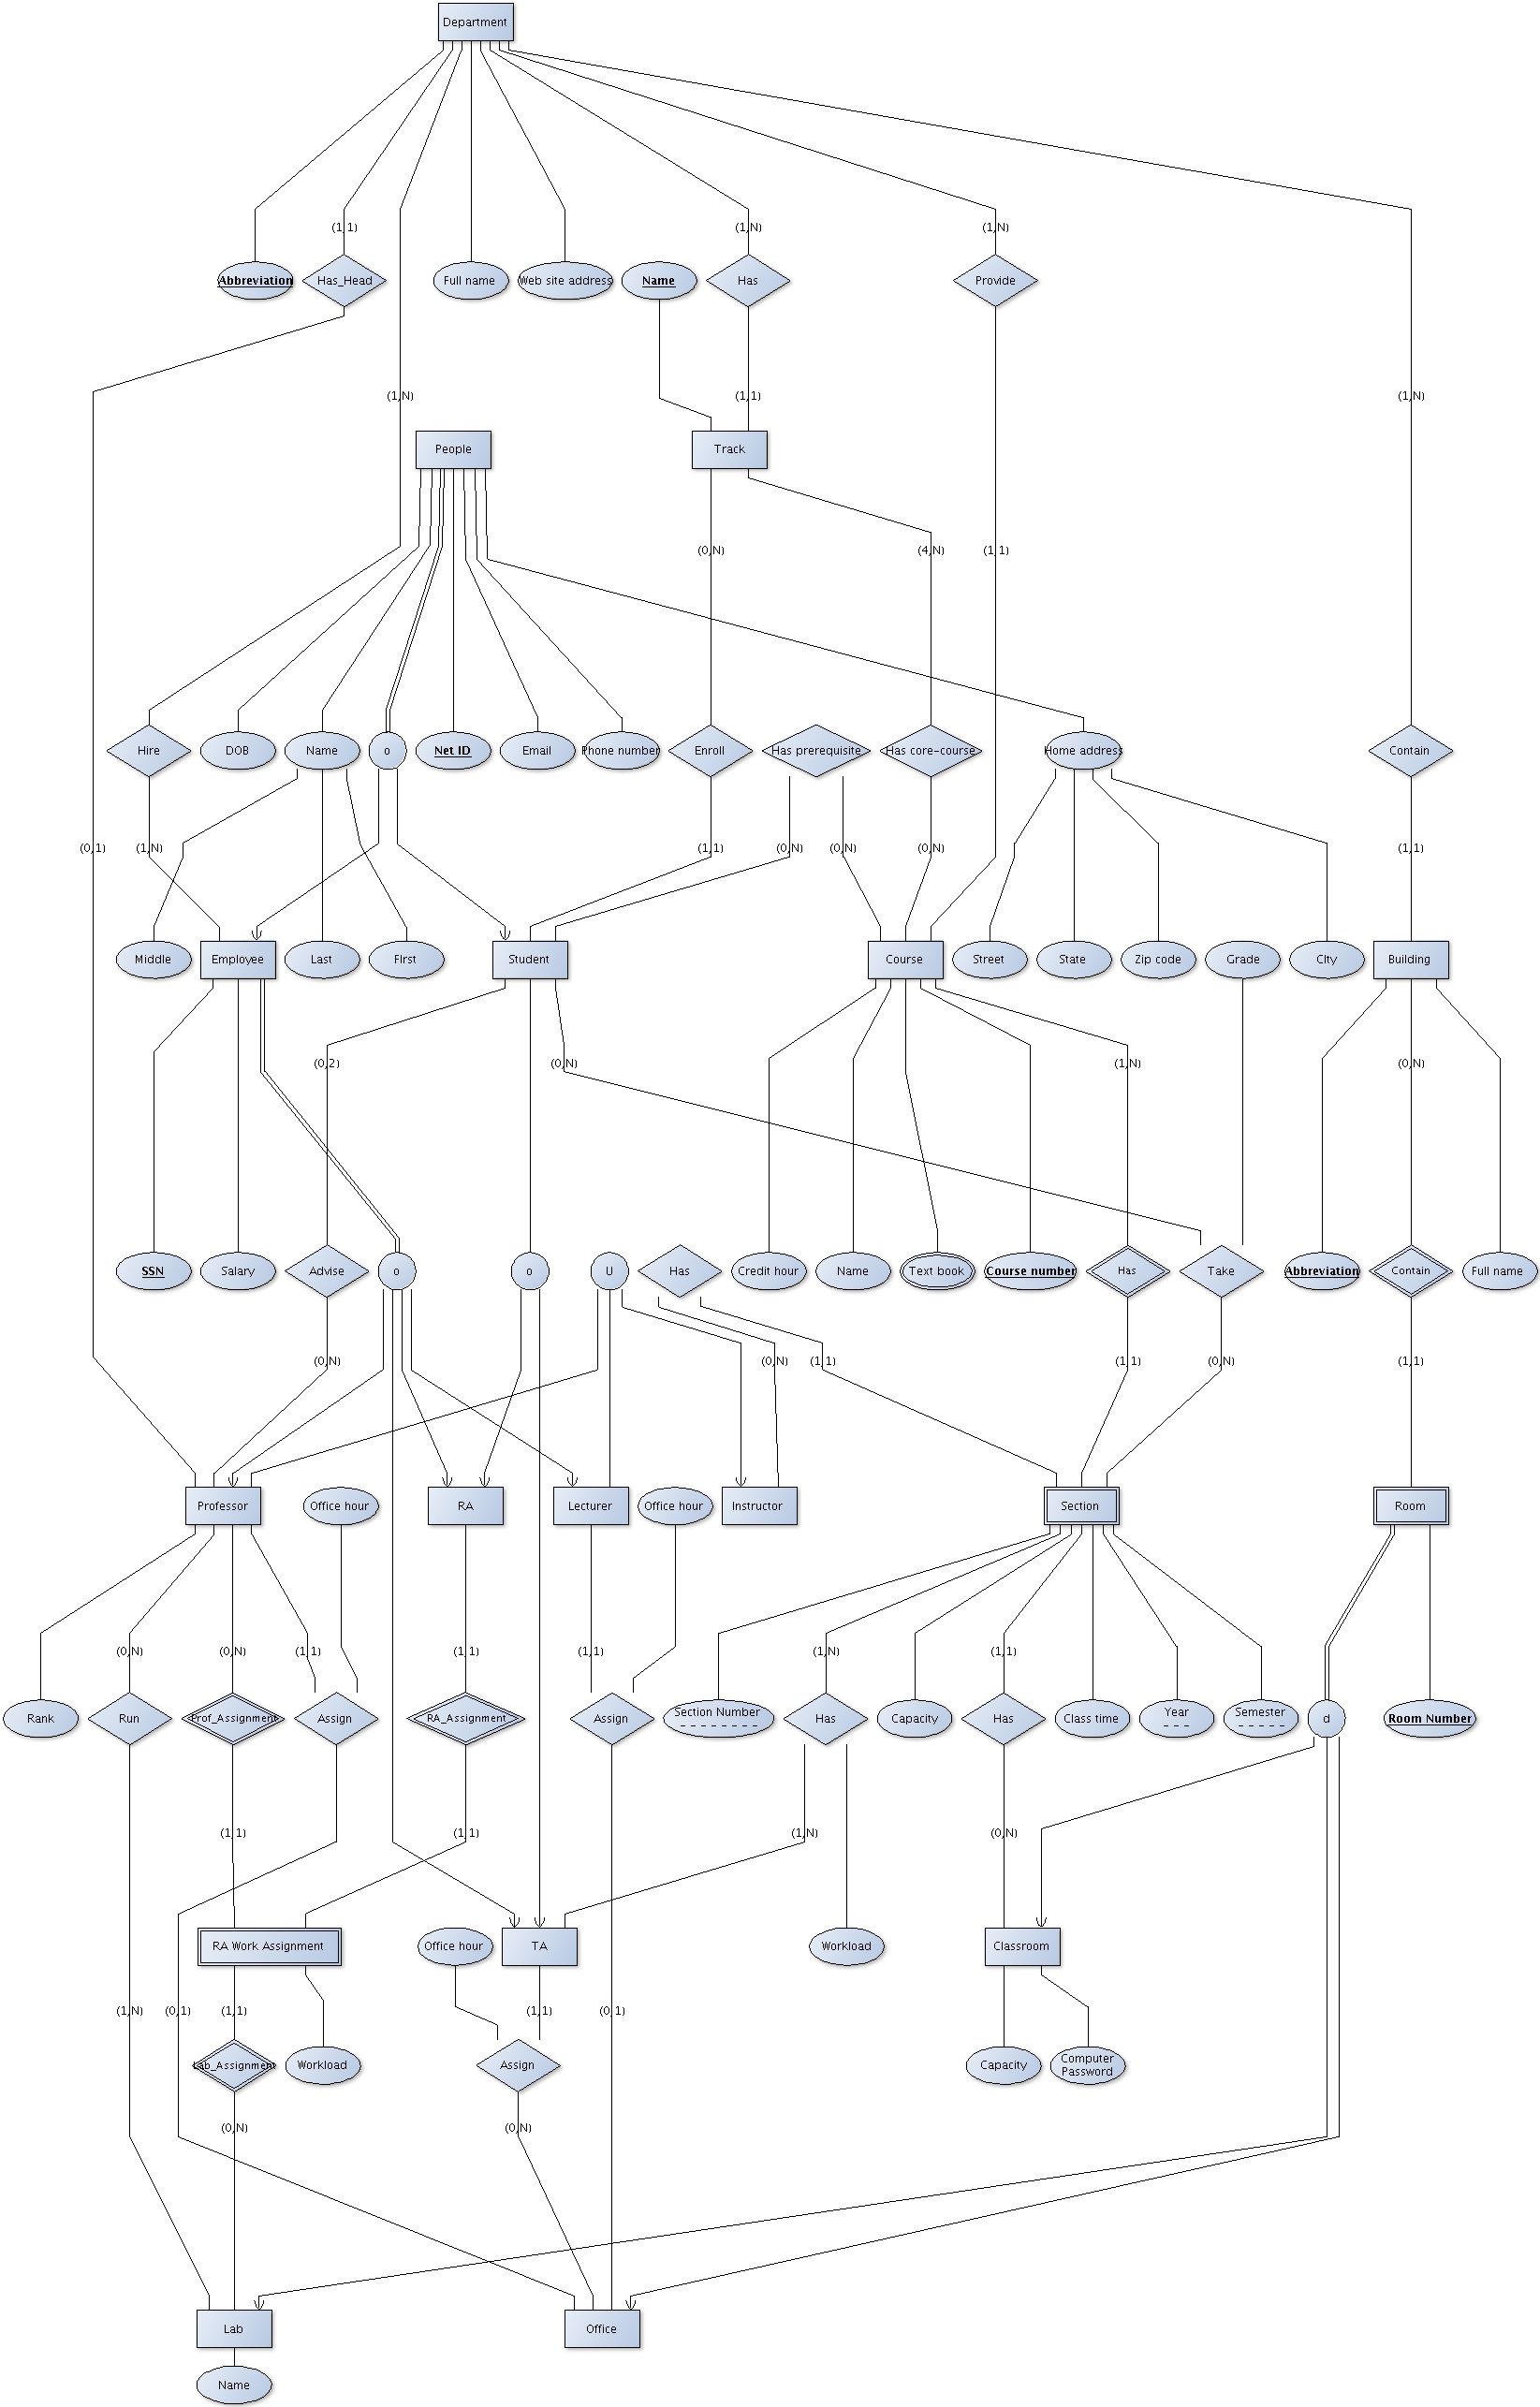 Department
(1,1)
(1,N)
(1,N)
Abbreviation
Has_Head
Full name
Web site address
Name
Has
Provide
(1,N)
(1,1)
(1,N)
People
Track
(0,N)
(4,N)
(1,1)
Hire
DOB
Name
o
Net ID
Email
Phone number
Enroll
Has prerequisite
Has core-course
Home address
Contain
(0,1)
(1,N)
(1,1)
(0,N)
(0,N)
(0,N)
(1,1)
Middle
Employee
Last
FIrst
Student
Course
Street
State
Zip code
Grade
CIty
Building
(0,2)
(0,N)
(1,N)
(0,N)
SSN
Salary
Advise
o
o
U
Has
Credit hour
Name
Text book
Course number
Has
Take
Abbreviation
Contain
Full name
(0,N)
(0,N)
(1,1)
(1,1)
(0,N)
(1,1)
Professor
Office hour
RA
Lecturer
Office hour
Instructor
Section
Room
(0,N)
(0,N)
(1,1)
(1,1)
(1,1)
(1,N)
(1,1)
Rank
Run
Prof_Assignment
Assign
RA_Assignment
Assign
Section Number
Has
Capacity
Has
Class time
Year
Semester
d
Room Number
(1,1)
(1,1)
(1,N)
(0,N)
RA Work Assignment
Office hour
TA
Workload
Classroom
(1,N)
(0,1)
(1,1)
(1,1)
(0,1)
Lab_Assignment
Workload
Assign
Capacity
Computer
Password
(0,N)
(0,N)
Lab
Office
Name